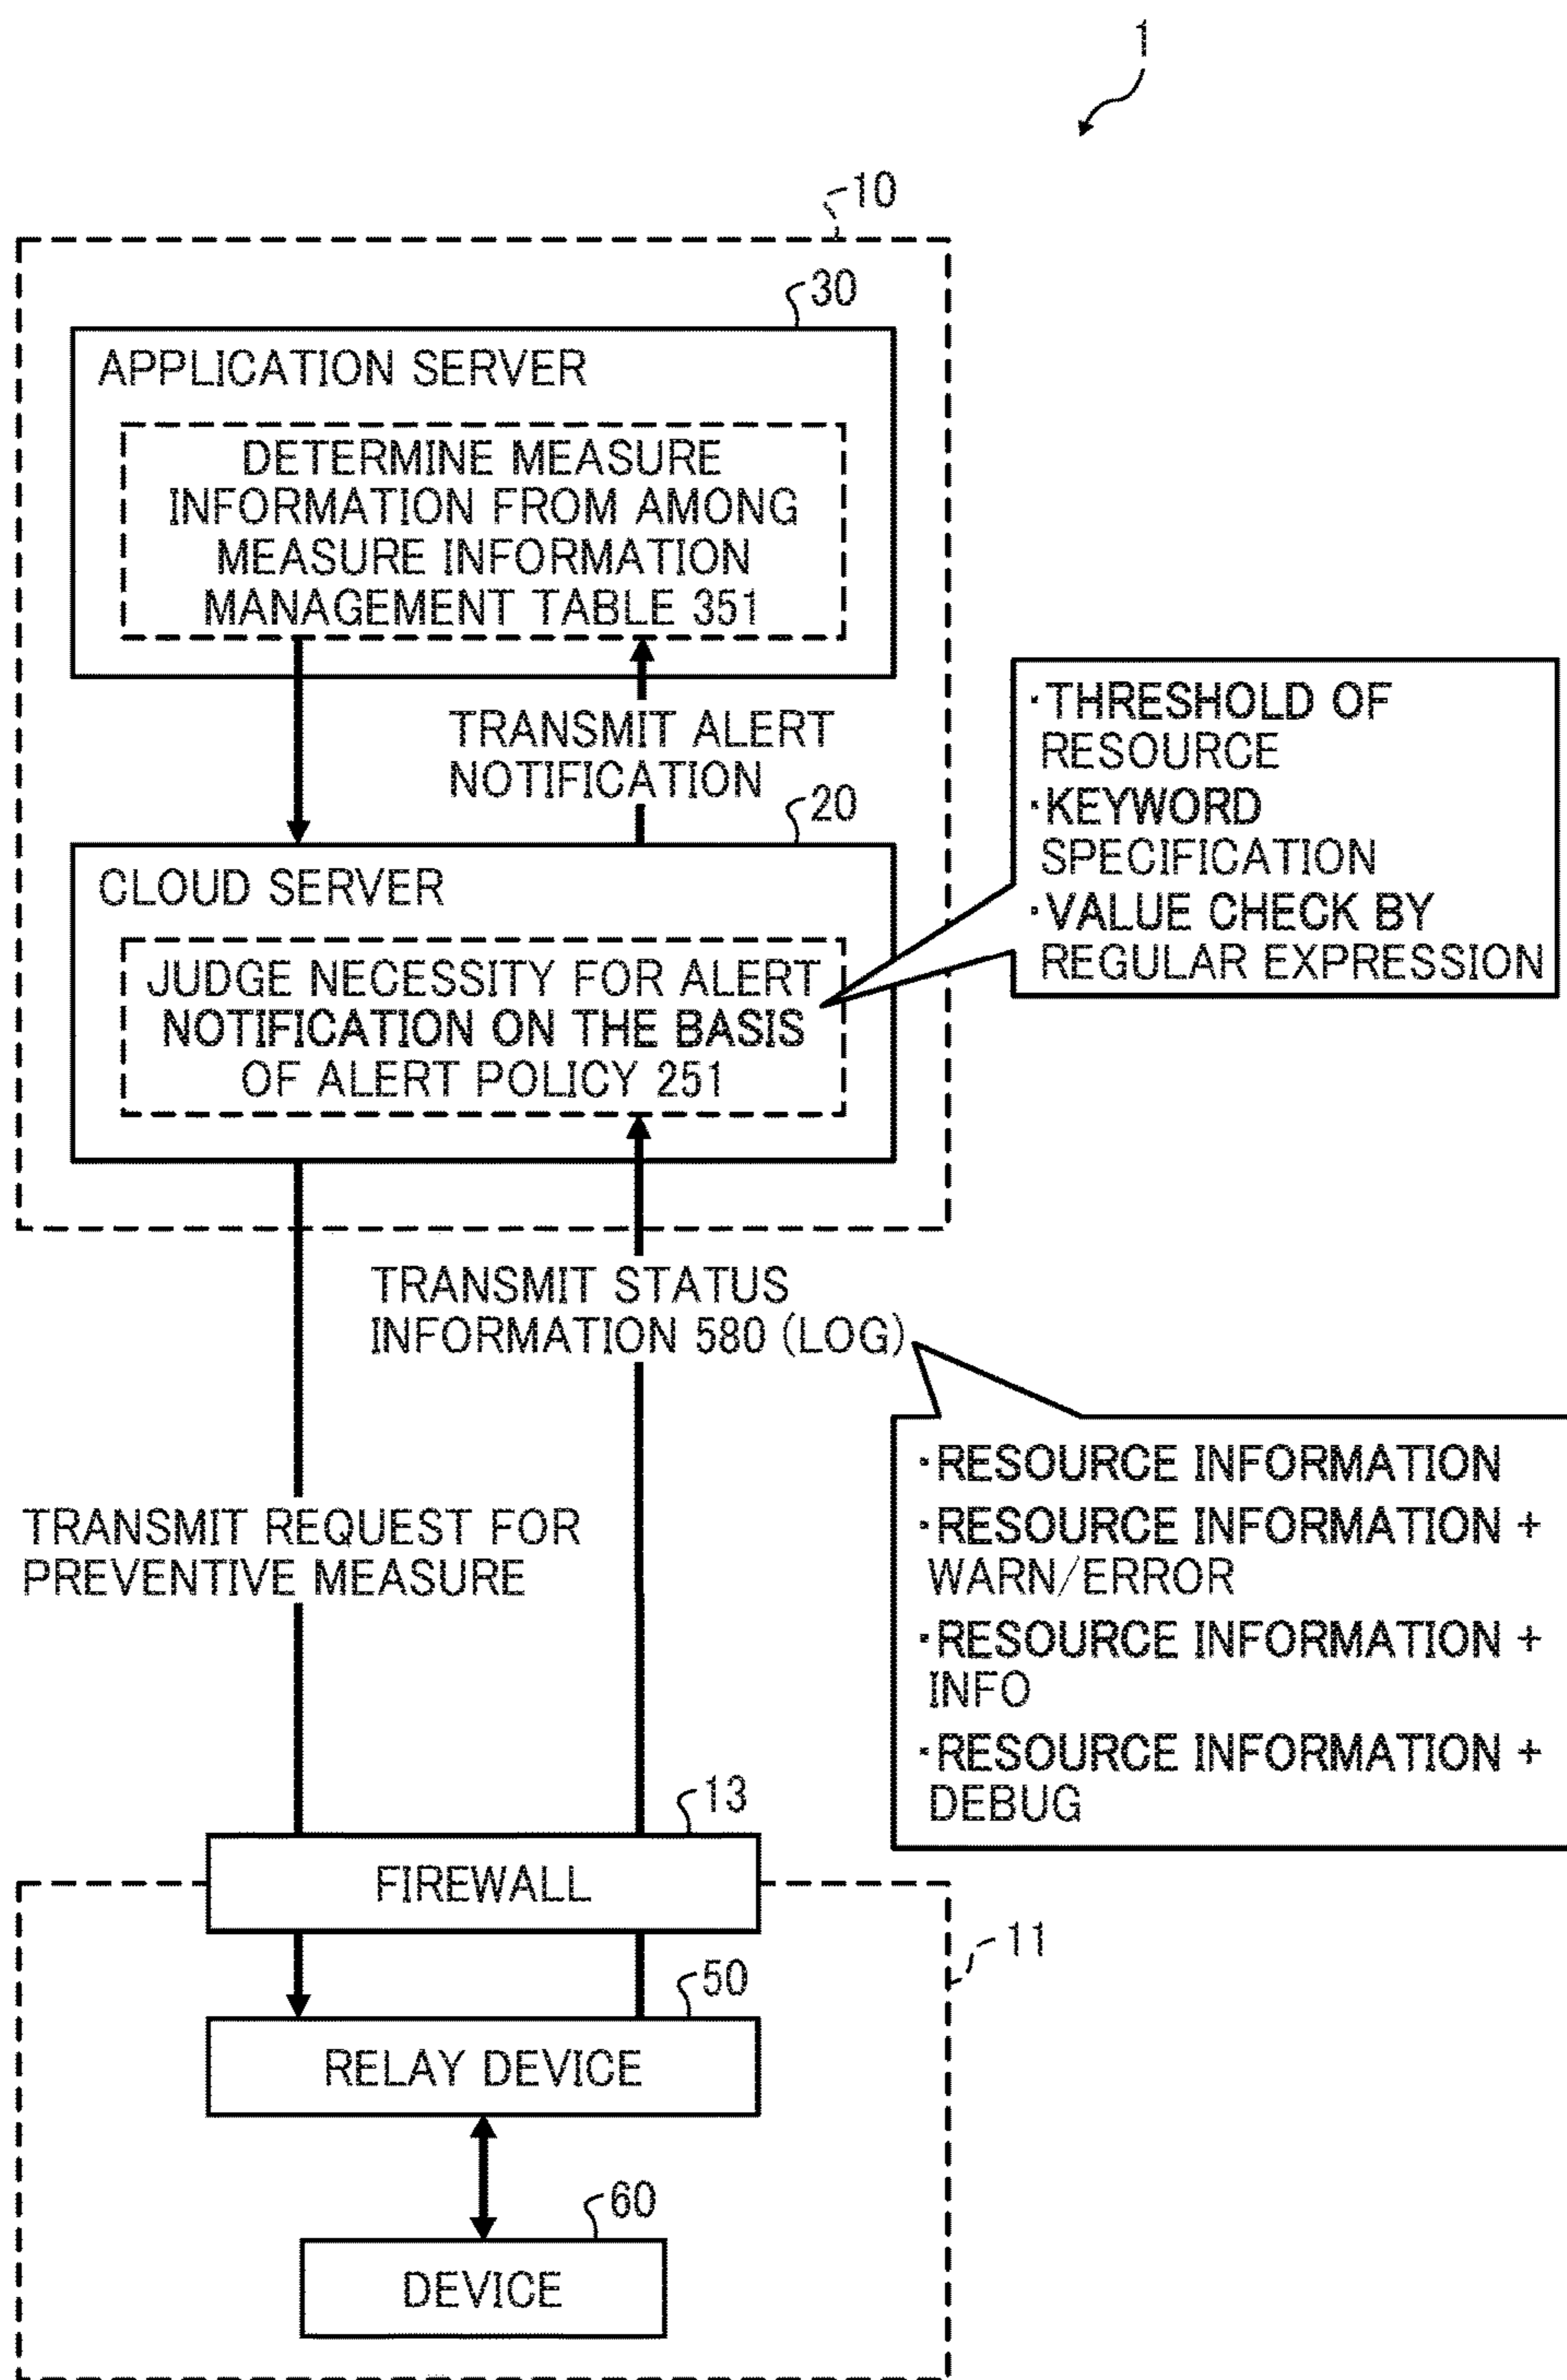 1
10
30
APPLICATION SERVER
DETERMINE MEASURE
INFORMATION FROM AMONG
MEASURE INFORMATION
MANAGEMENT TABLE 351
TRANSMIT ALERT
NOTIFICATION
·THRESHOLD OF
RESOURCE
·KEYWORD
SPECIFICATION
·VALUE CHECK BY
REGULAR EXPRESSION
20
CLOUD SERVER
JUDGE NECESSITY FOR ALERT
NOTIFICATION ON THE BASIS
OF ALERT POLICY 251
TRANSMIT STATUS
INFORMATION 580 (LOG)
·RESOURCE INFORMATION
·RESOURCE INFORMATION +
WARN/ERROR
·RESOURCE INFORMATION +
INFO
·RESOURCE INFORMATION +
DEBUG
TRANSMIT REQUEST FOR
PREVENTIVE MEASURE
13
FIREWALL
11
50
RELAY DEVICE
60
DEVICE